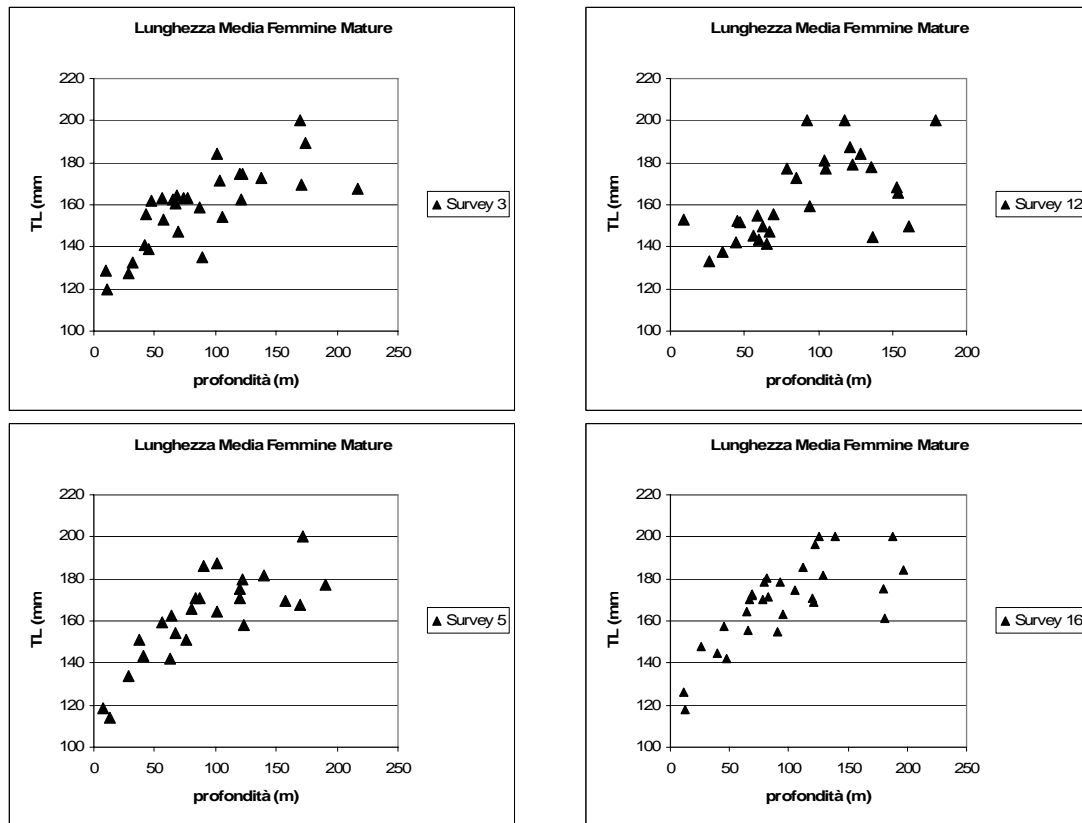 Lunghezza Media Femmine Mature
220
200
180
160
140
120
100
TL (mm
0 50 100 150 200 250
profondità (m)
Survey 3
Lunghezza Media Femmine Mature
220
200
180
160
140
120
100
TL (mm
0 50 100 150 200
profondità (m)
Survey 12
Lunghezza Media Femmine Mature
220
200
180
160
140
120
100
TL (mm
0 50 100 150 200 250
profondità (m)
Survey 5
Lunghezza Media Femmine Mature
220
200
180
160
140
120
100
TL (mm
0 50 100 150 200 250
profondità (m)
Survey 16